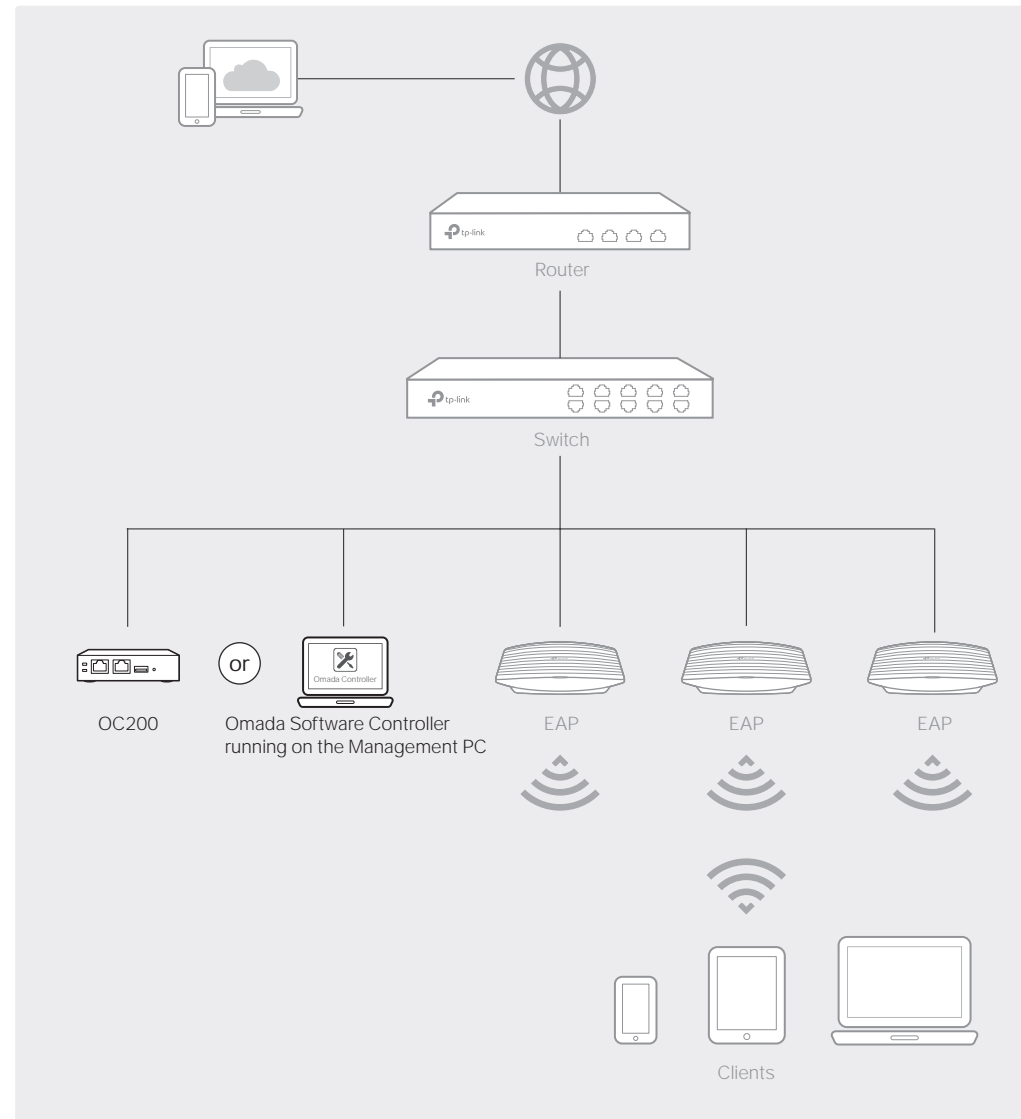 tp-link
Router
tp-link
Switch
or
Omada Controller
OC200
Omada Software Controller
running on the Management PC
EAP
EAP
EAP
Clients